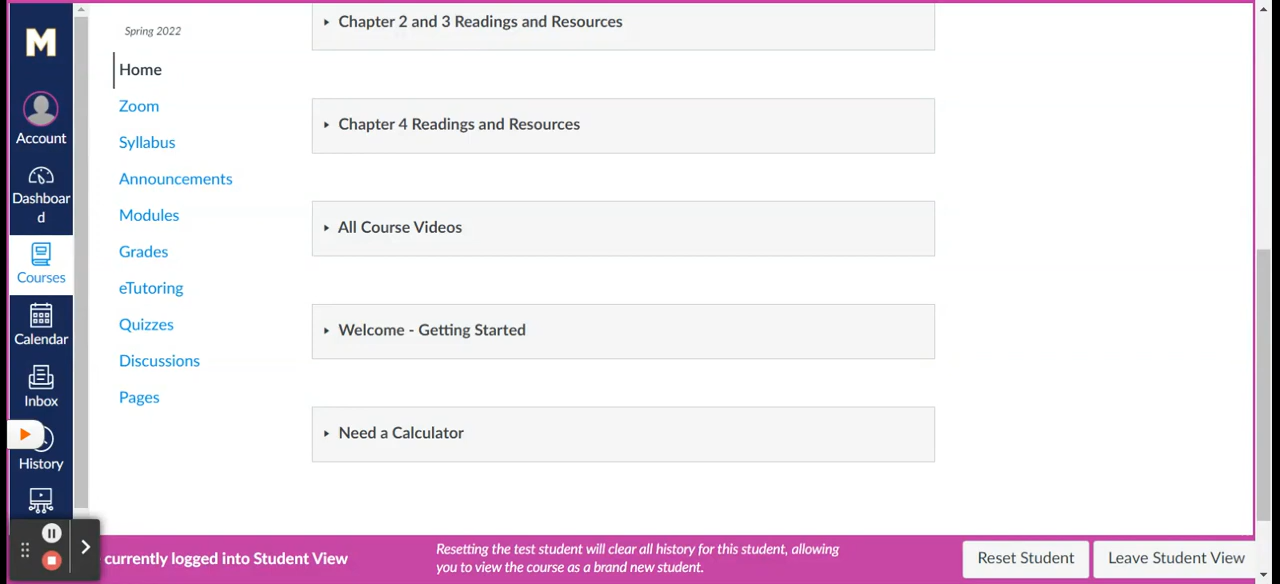 M
Account
Dashboar
d
Courses
Calendar
Inbox
History
Spring 2022
Home
Zoom
Syllabus
Announcements
Modules
Grades
eTutoring
Quizzes
Discussions
Pages
Chapter 2 and 3 Readings and Resources
Chapter 4 Readings and Resources
All Course Videos
Welcome - Getting Started
Need a Calculator
currently logged into Student View
Resetting the test student will clear all history for this student, allowing
you to view the course as a brand new student.
Reset Student
Leave Student View